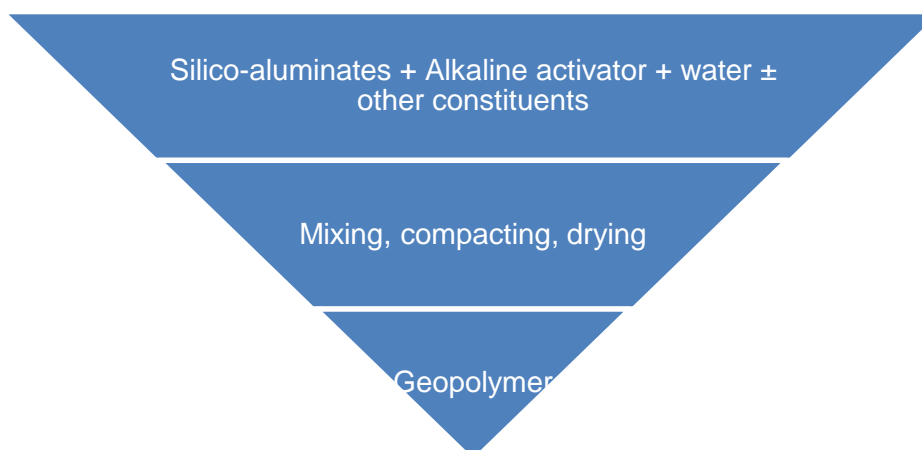 Silico-aluminates + Alkaline activator + water ±
other constituents
Mixing, compacting, drying
Geopolymer